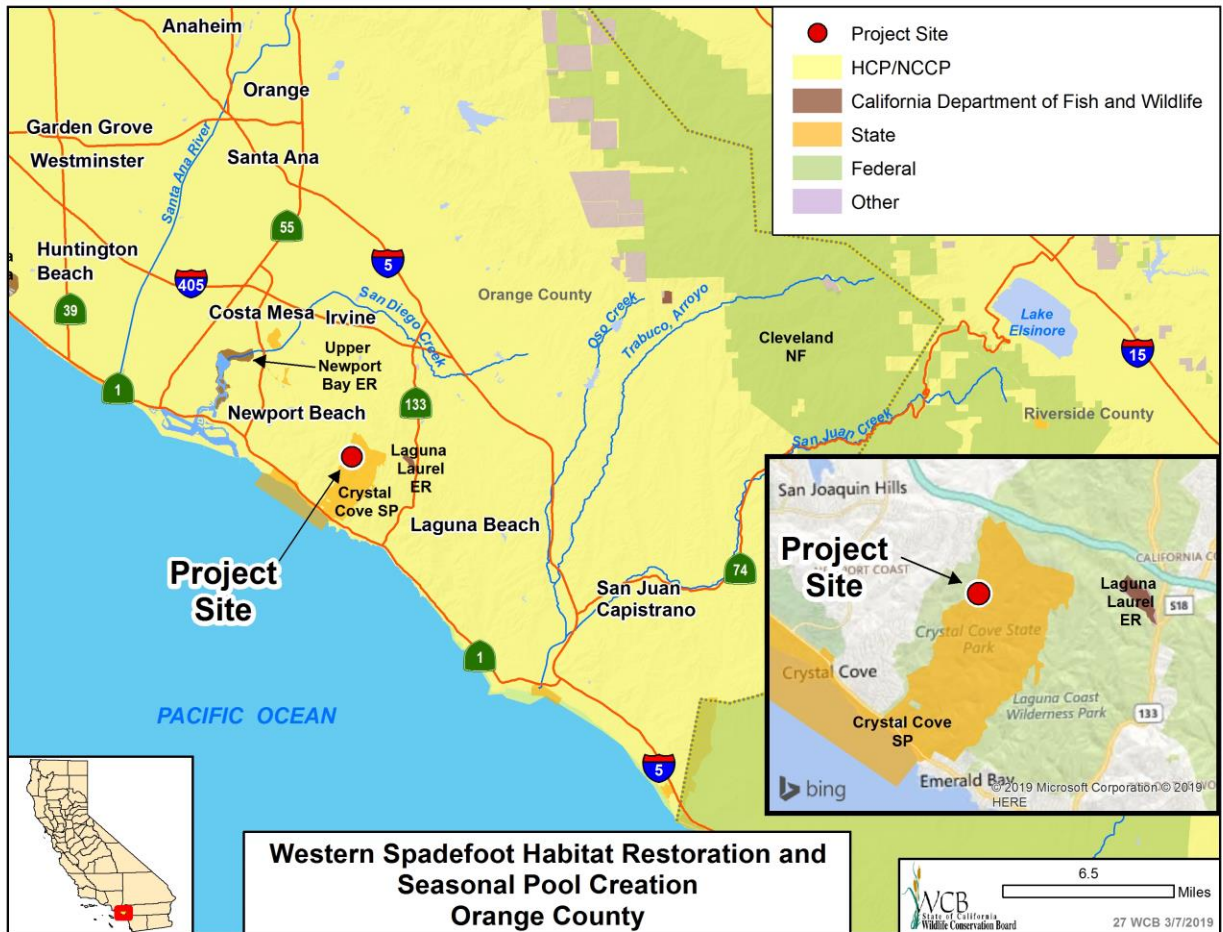 Anaheim
Orange
Garden Grove
Westminster
Santa Ana
Santa Ana River
55
Huntington
Beach
39
405
5
Costa Mesa
Irvine
San Diego Creek
Orange County
Oso Creek
Trabuco, Arroyo
Cleveland
NF
Lake
Elsinore
15
Upper
Newport
Bay ER
1
Newport Beach
133
San Juan Creek
Riverside County
Laguna
Laurel
ER
Crystal
Cove SP
Laguna Beach
Project
Site
San Juan
Capistrano
74
1
PACIFIC OCEAN
5
Project Site
HCP/NCCP
California Department of Fish and Wildlife
State
Federal
Other
San Joaquin Hills
Project
Site
Laguna
Laurel
ER
S18
Crystal Cove State
Park
Crystal Cove
Laguna Coast
Wilderness Park
133
Crystal Cove
SP
Emerald Bay
bing
© 2019 Microsoft Corporation © 2019
HERE
Western Spadefoot Habitat Restoration and
Seasonal Pool Creation
Orange County
WCB
State of California
Wildlife Conservation Board
6.5
Miles
27 WCB 3/7/2019